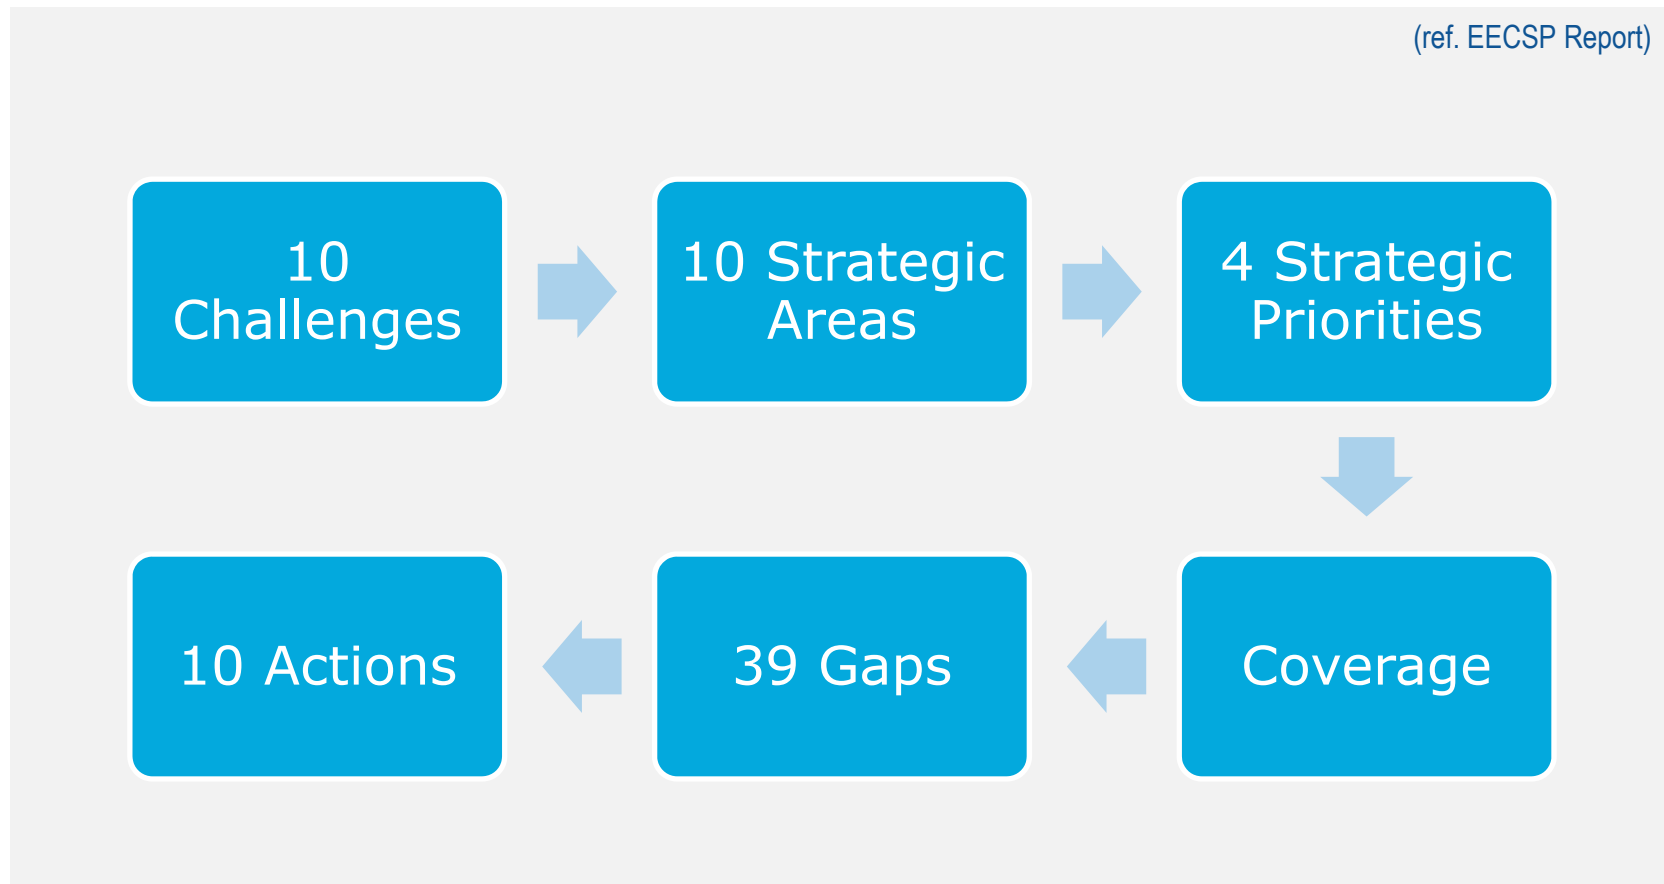 (ref. EECSP Report)
10
Challenges
10 Strategic
Areas
4 Strategic
Priorities
Coverage
39 Gaps
10 Actions